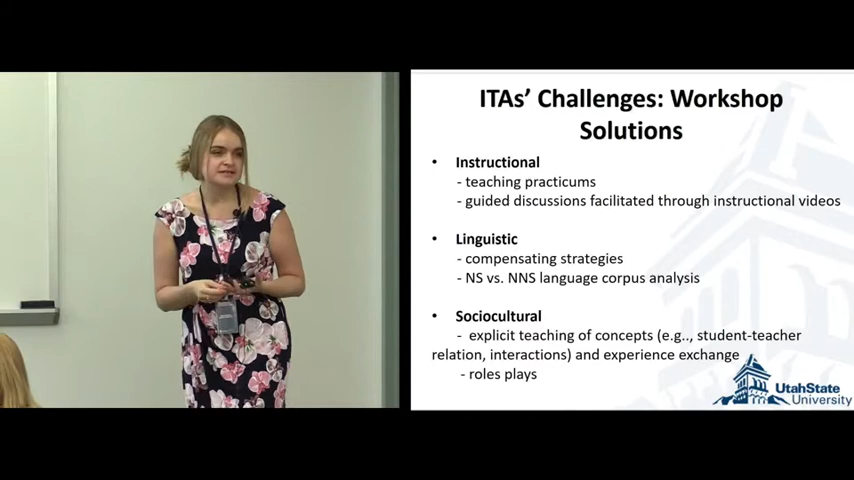 ITAs' Challenges: Workshop
Solutions
• Instructional
- teaching practicums
- guided discussions facilitated through instructional videos
• Linguistic
- compensating strategies
- NS vs. NNS language corpus analysis
• Sociocultural
- explicit teaching of concepts (e.g.., student-teacher
relation, interactions) and experience exchange
- roles plays
UtahState
University